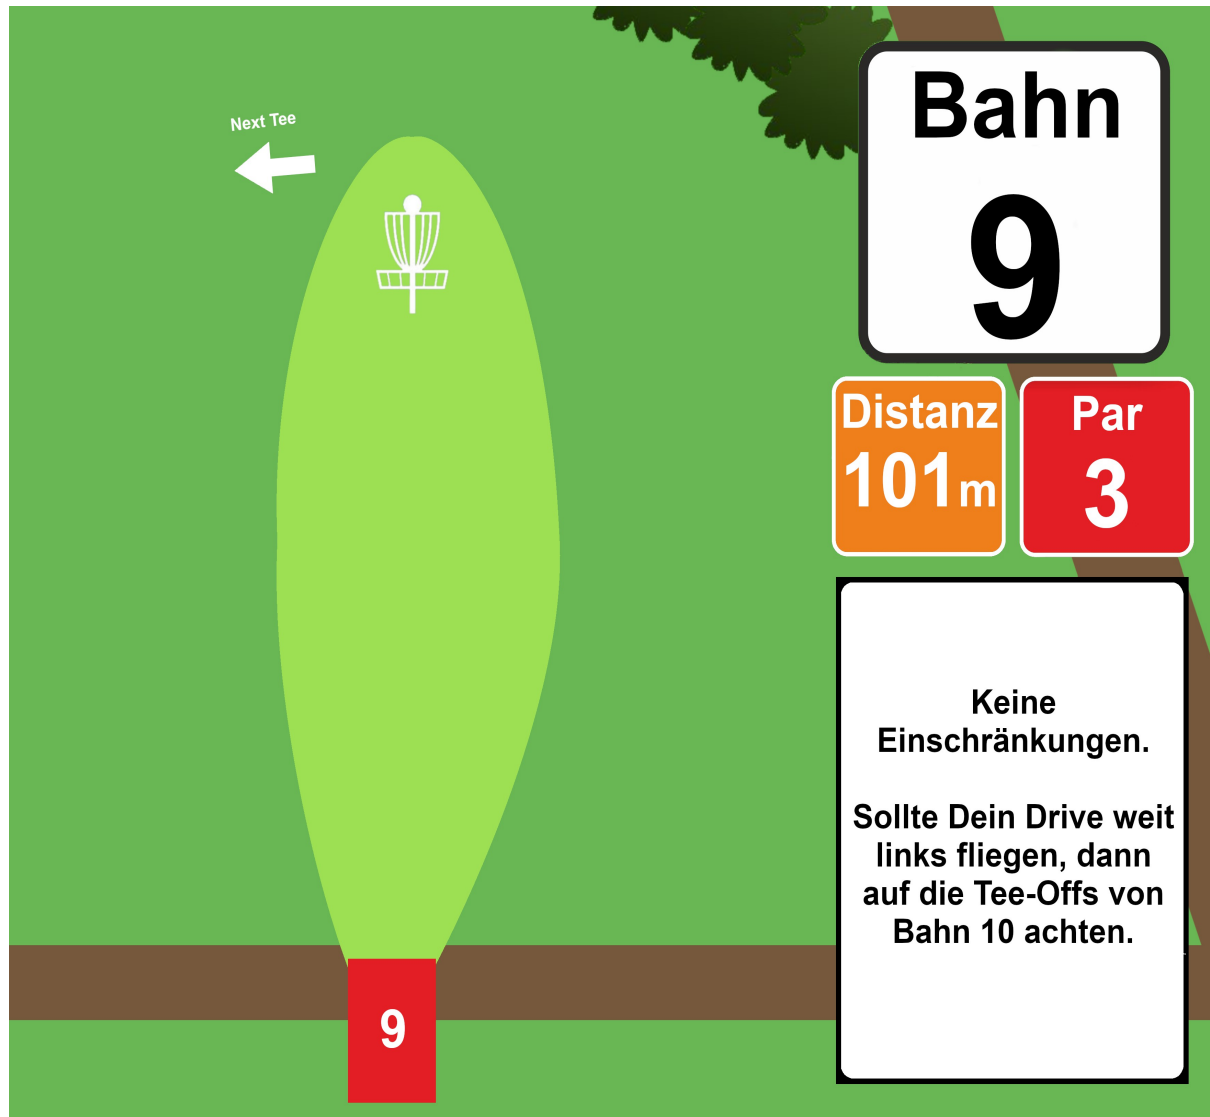 Next Tee
Bahn
9
Distanz
101m
Par
3
Keine
Einschränkungen.
Sollte Dein Drive weit
links fliegen, dann
auf die Tee-Offs von
Bahn 10 achten.
9